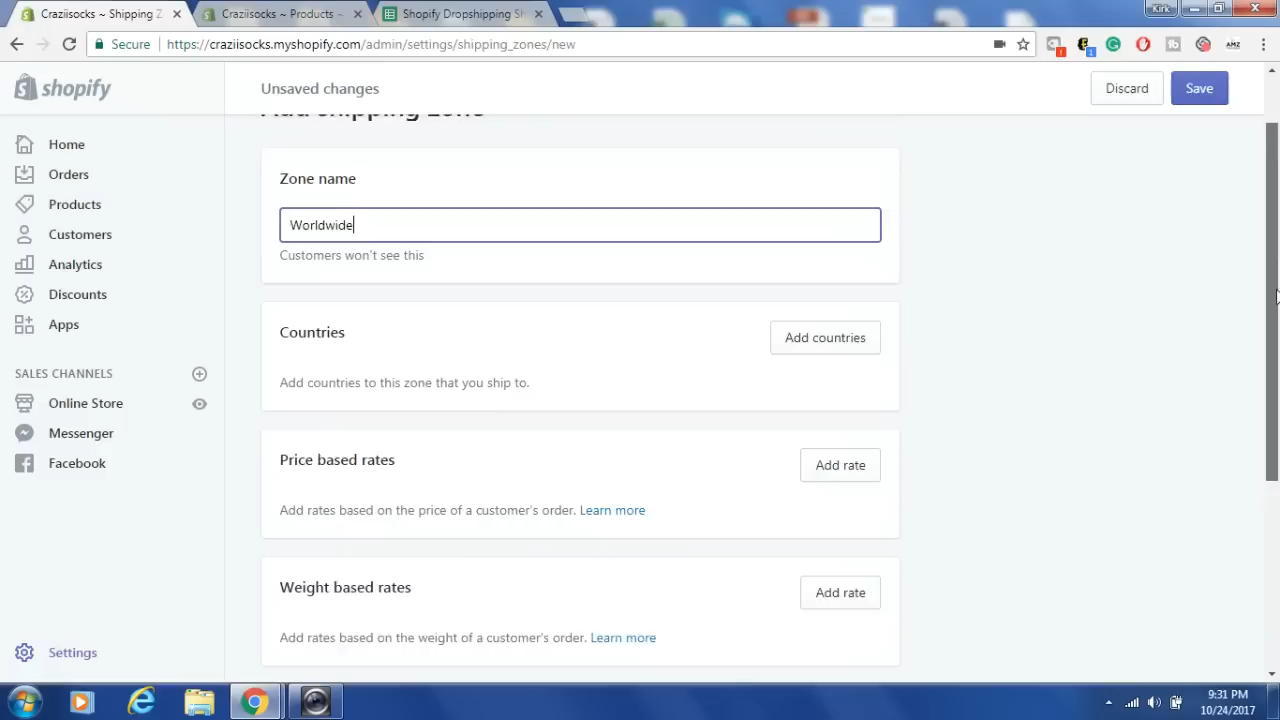 Craziisocks ~ Shipping Z
Craziisocks ~ Products ~
Shopify Dropshipping Sh
Kirk
Secure
https://craziisocks.myshopify.com/admin/settings/shipping_zones/new
AMZ
shopify
Unsaved changes
Discard
Save
Add shipping zone
Home
Orders
Products
Customers
Analytics
Discounts
Apps
SALES CHANNELS
Online Store
Messenger
Facebook
Settings
Zone name
Worldwide
Customers won't see this
Countries
Add countries
Add countries to this zone that you ship to.
Price based rates
Add rate
Add rates based on the price of a customer's order. Learn more
Weight based rates
Add rate
Add rates based on the weight of a customer's order. Learn more
9:31 PM
10/24/2017